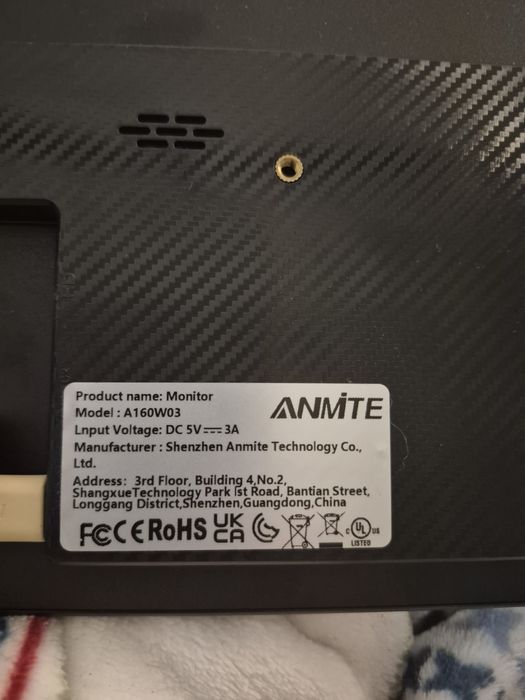 Product name: Monitor
Model : A160W03
ANMITE
Lnput Voltage: DC 5V⎓3A
Manufacturer : Shenzhen Anmite Technology Co.,
Ltd.
Address: 3rd Floor, Building 4,No.2,
ShangxueTechnology Park lst Road, Bantian Street,
Longgang District,Shenzhen,Guangdong,China
FC CE RoHS UK CA c UL us
LISTED